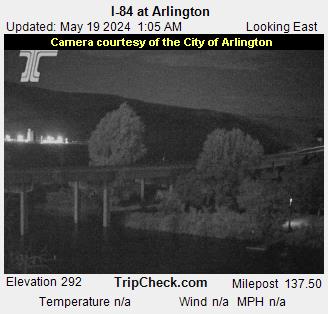 I-84 at Arlington
Updated: May 19 2024 1:05 AM Looking East
Camera courtesy of the City of Arlington
Elevation 292 TripCheck.com Milepost 137.50
Temperature n/a Wind n/a MPH n/a